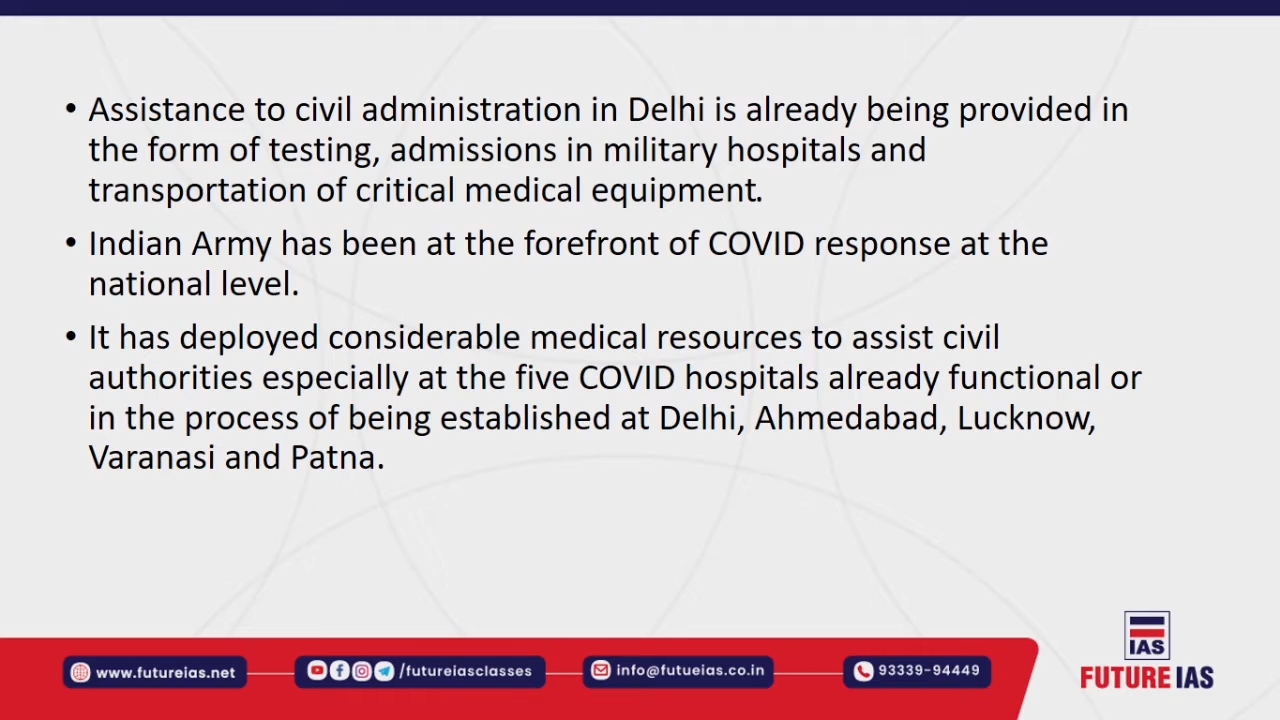 • Assistance to civil administration in Delhi is already being provided in
the form of testing, admissions in military hospitals and
transportation of critical medical equipment.
• Indian Army has been at the forefront of COVID response at the
national level.
• It has deployed considerable medical resources to assist civil
authorities especially at the five COVID hospitals already functional or
in the process of being established at Delhi, Ahmedabad, Lucknow,
Varanasi and Patna.
www.futureias.net
/futureiasclasses
info@futueias.co.in
93339-94449
IAS
FUTURE IAS